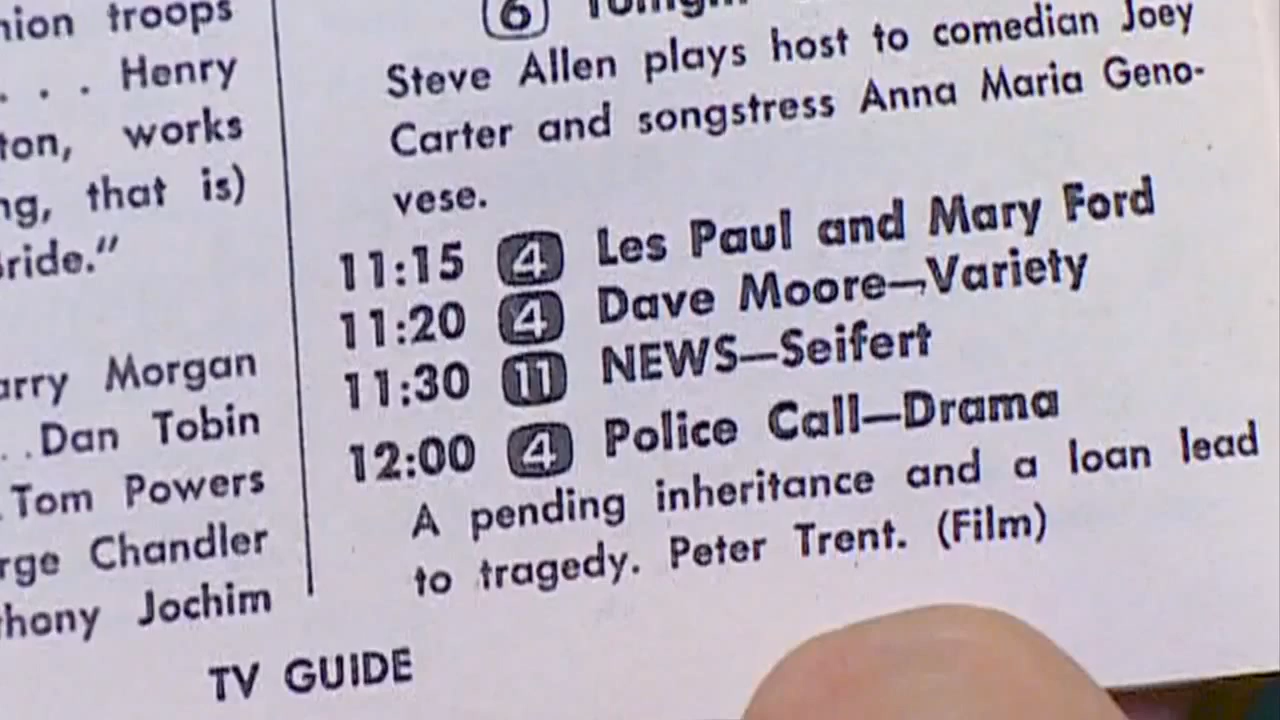 troops
. . . Henry
works
that is)
Morgan
. . Dan Tobin
. Tom Powers
Chandler
Jochim
6 Tonight
Steve Allen plays host to comedian Joey
Carter and songstress Anna Maria Geno-
vese.
11:15 4 Les Paul and Mary Ford
11:20 4 Dave Moore—Variety
11:30 11 NEWS—Seifert
12:00 4 Police Call—Drama
A pending inheritance and a loan lead
to tragedy. Peter Trent. (Film)
TV GUIDE